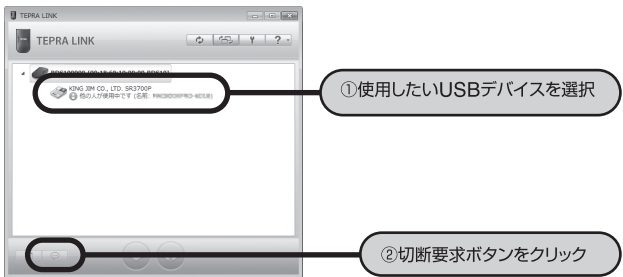 TEPRA LINK
TEPRA LINK
KING JIM CO., LTD. SR3700P
他の人が使用中です (名前:
①使用したいUSBデバイスを選択
②切断要求ボタンをクリック